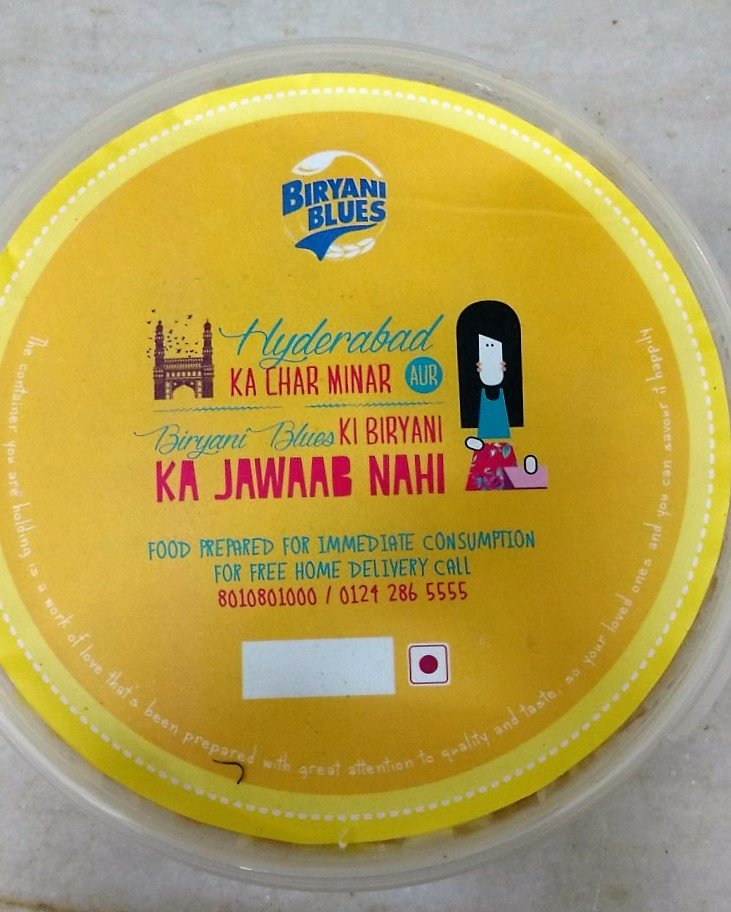 BIRYANI
BLUES
Hyderabad
KA CHAR MINAR AUR
Biryani Blues KI BIRYANI
KA JAWAAB NAHI
FOOD PREPARED FOR IMMEDIATE CONSUMPTION
FOR FREE HOME DELIVERY CALL
8010801000 / 0124 286 5555
The container you are holding is a work of love that's been prepared with great attention to quality and taste, so your loved ones and you can savour it happily